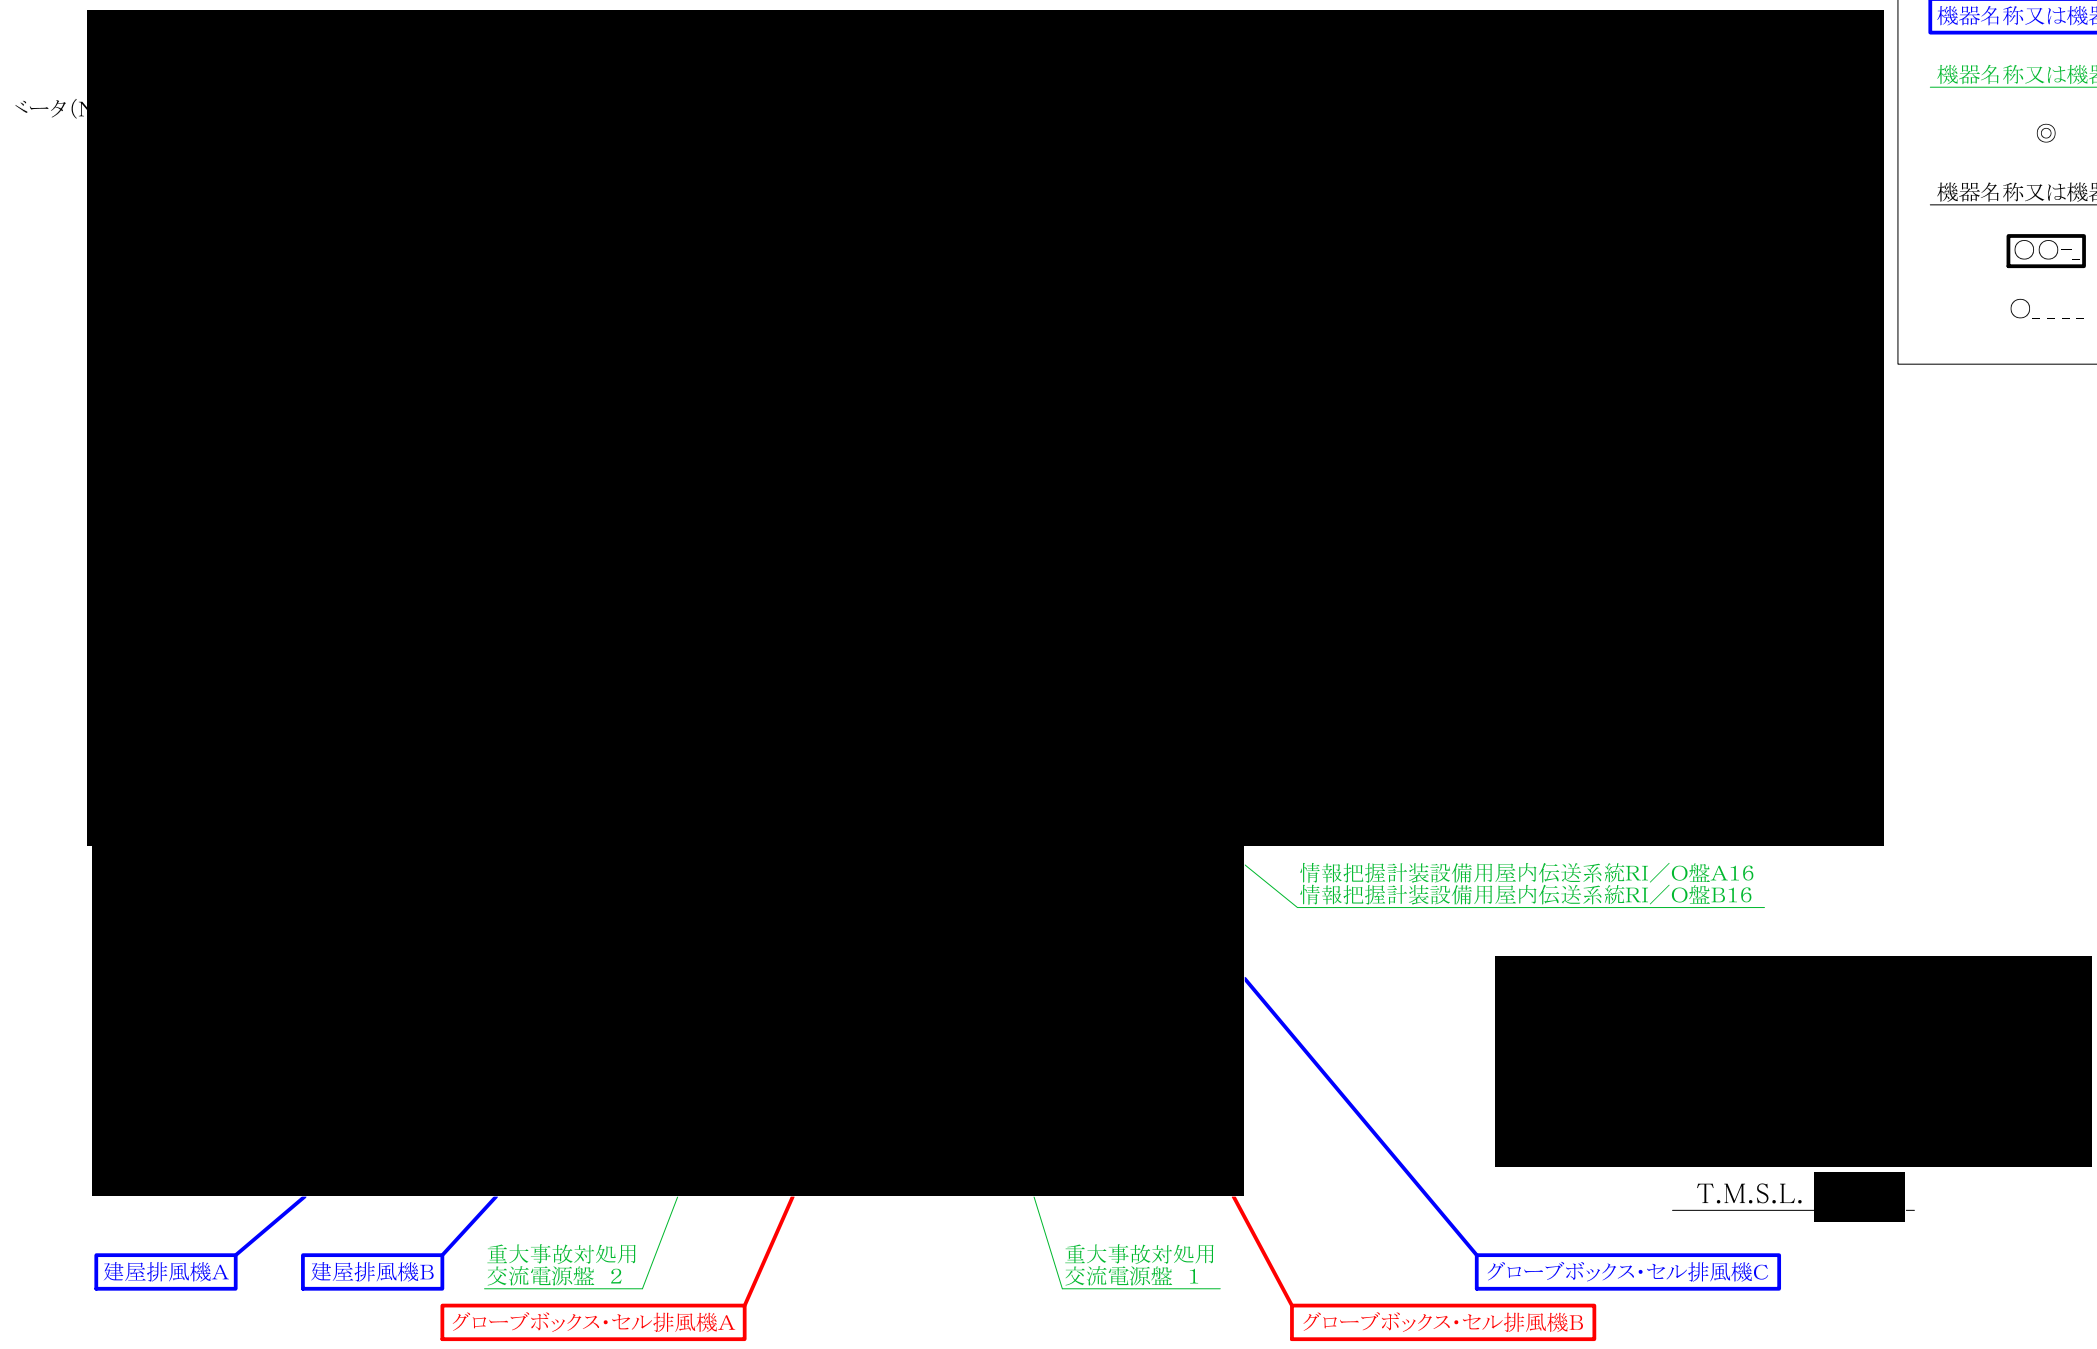 機器名称又は機
機器名称又は機
ータ(
◎
機器名称又は機
○○-_
○____
情報把握計装設備用屋内伝送系統RI／O盤A16
情報把握計装設備用屋内伝送系統RI／O盤B16
T.M.S.L.
重大事故対処用
交流電源盤 2
重大事故対処用
交流電源盤 1
建屋排風機A
建屋排風機B
グローブボックス・セル排風機C
グローブボックス・セル排風機A
グローブボックス・セル排風機B